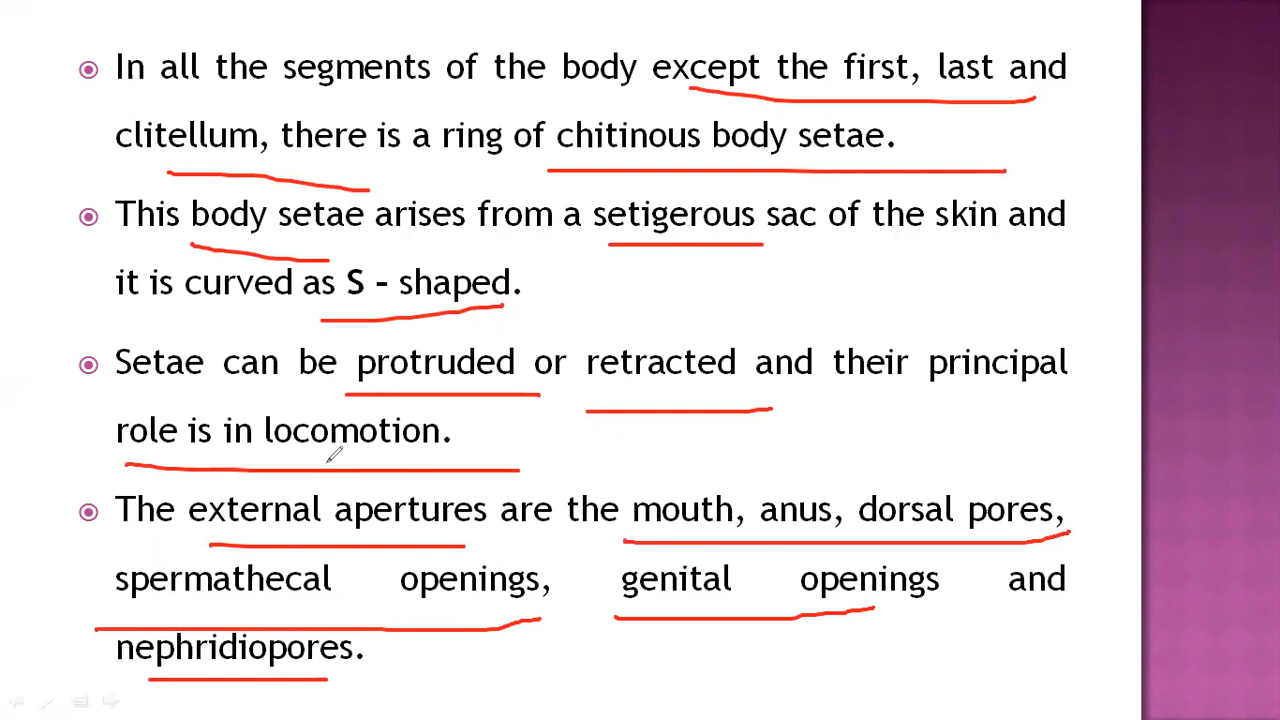 In all the segments of the body except the first, last and
clitellum, there is a ring of chitinous body setae.
This body setae arises from a setigerous sac of the skin and
it is curved as S - shaped.
Setae can be protruded or retracted and their principal
role is in locomotion.
The external apertures are the mouth, anus, dorsal pores,
spermathecal openings, genital openings and
nephridiopores.